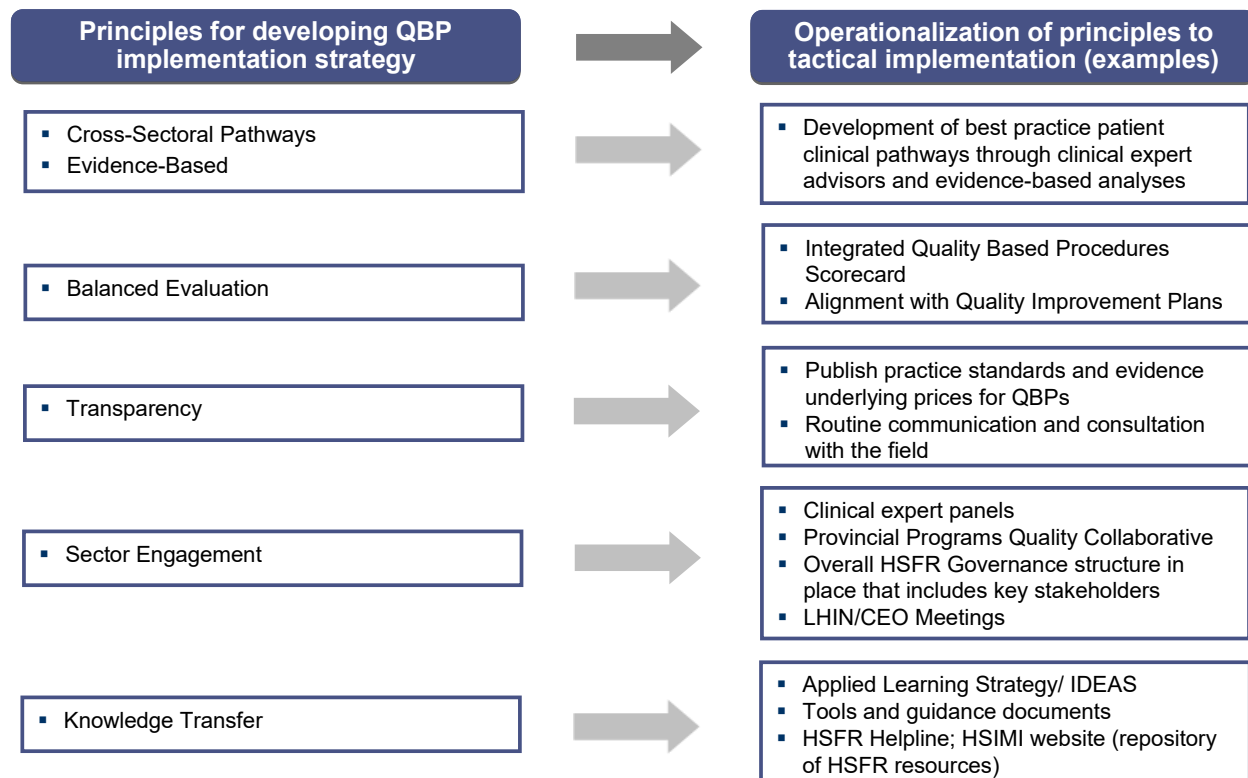 Principles for developing QBP
implementation strategy
Operationalization of principles to
tactical implementation (examples)
▪ Cross-Sectoral Pathways
▪ Evidence-Based
▪ Development of best practice patient
clinical pathways through clinical expert
advisors and evidence-based analyses
▪ Balanced Evaluation
▪ Integrated Quality Based Procedures
Scorecard
▪ Alignment with Quality Improvement Plans
▪ Transparency
▪ Publish practice standards and evidence
underlying prices for QBPs
▪ Routine communication and consultation
with the field
▪ Sector Engagement
▪ Clinical expert panels
▪ Provincial Programs Quality Collaborative
▪ Overall HSFR Governance structure in
place that includes key stakeholders
▪ LHIN/CEO Meetings
▪ Knowledge Transfer
▪ Applied Learning Strategy/ IDEAS
▪ Tools and guidance documents
▪ HSFR Helpline; HSIMI website (repository
of HSFR resources)